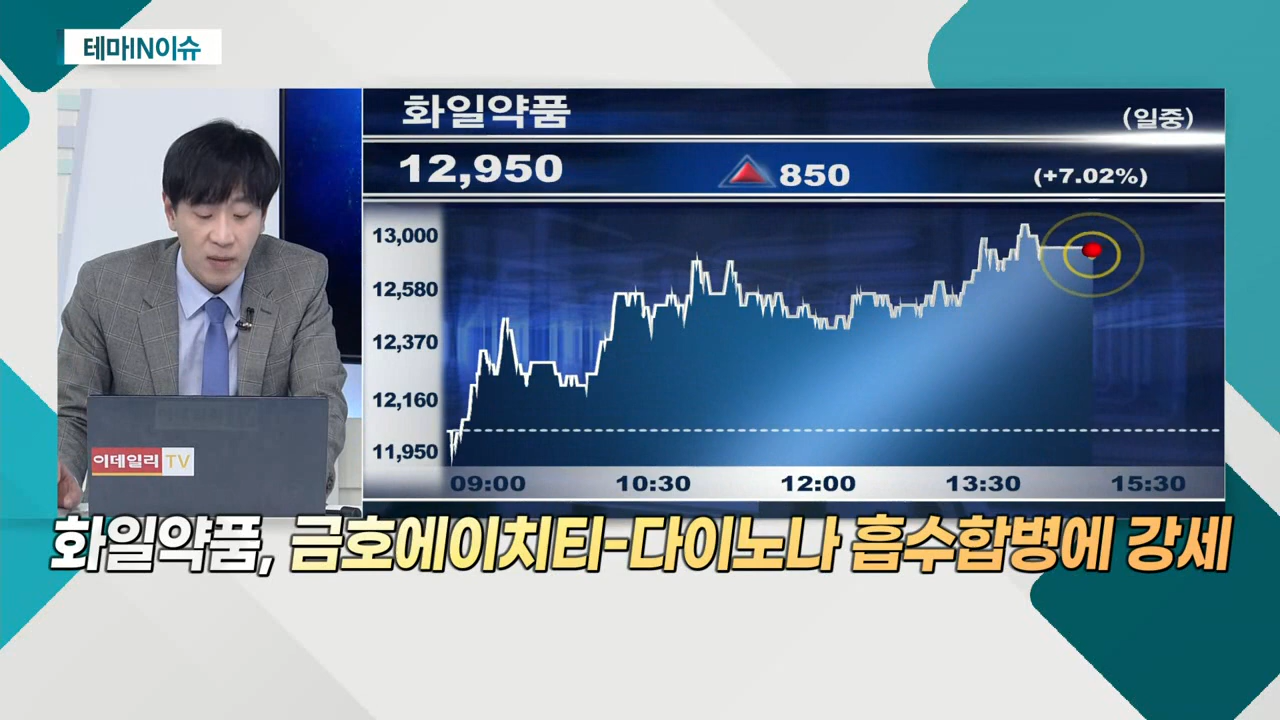 테마IN이슈
화일약품
(일중)
12,950
▲850
(+7.02%)
13,000
12,580
12,370
12,160
11,950
09:00
10:30
12:00
13:30
15:30
이데일리TV
화일약품, 금호에이치티-다이노나 흡수합병에 강세